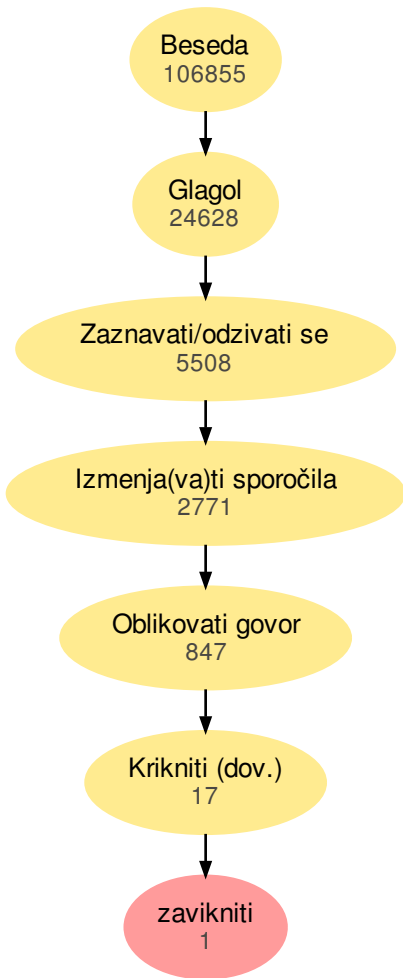 Beseda
106855
Glagol
24628
Zaznavati/odzivati se
5508
Izmenja(va)ti sporočila
2771
Oblikovati govor
847
Krikniti (dov.)
17
zavikniti
1